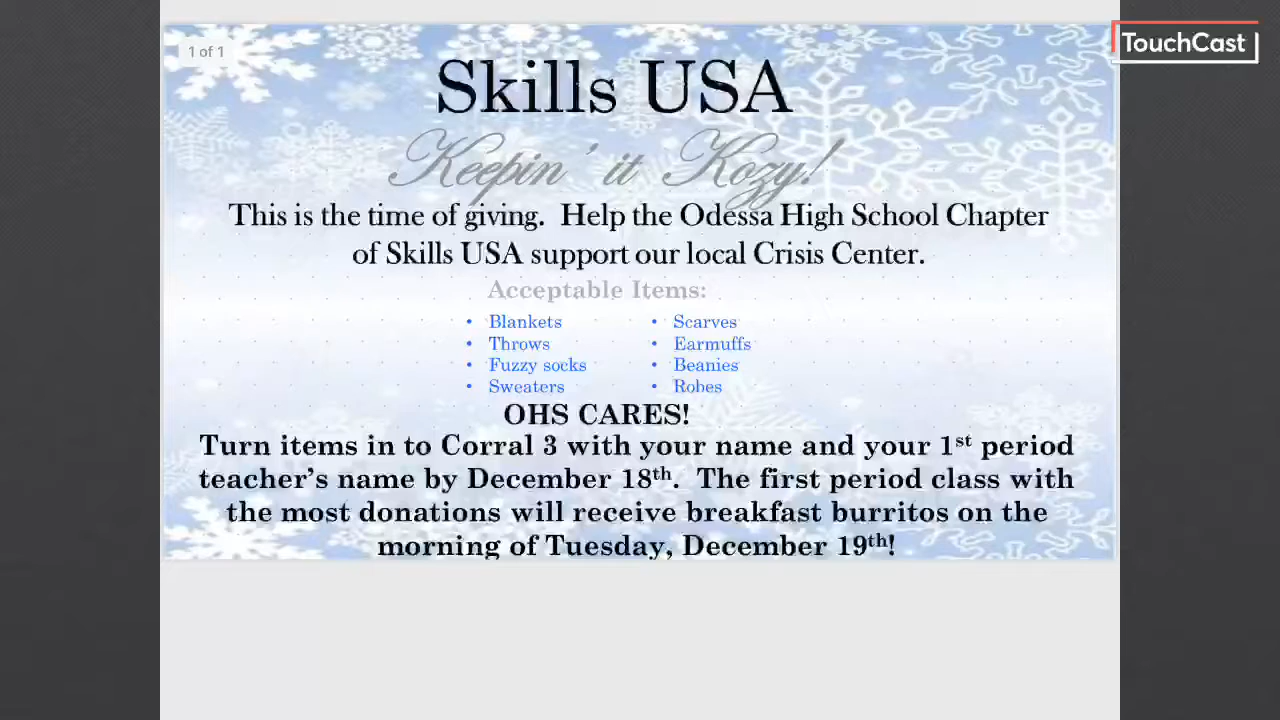 1 of 1
TouchCast
Skills USA
Keepin' it Kozy!
This is the time of giving.  Help the Odessa High School Chapter
of Skills USA support our local Crisis Center.
Acceptable Items:
• Blankets
• Throws
• Fuzzy socks
• Sweaters
• Scarves
• Earmuffs
• Beanies
• Robes
OHS CARES!
Turn items in to Corral 3 with your name and your 1st period
teacher's name by December 18th.  The first period class with
the most donations will receive breakfast burritos on the
morning of Tuesday, December 19th!